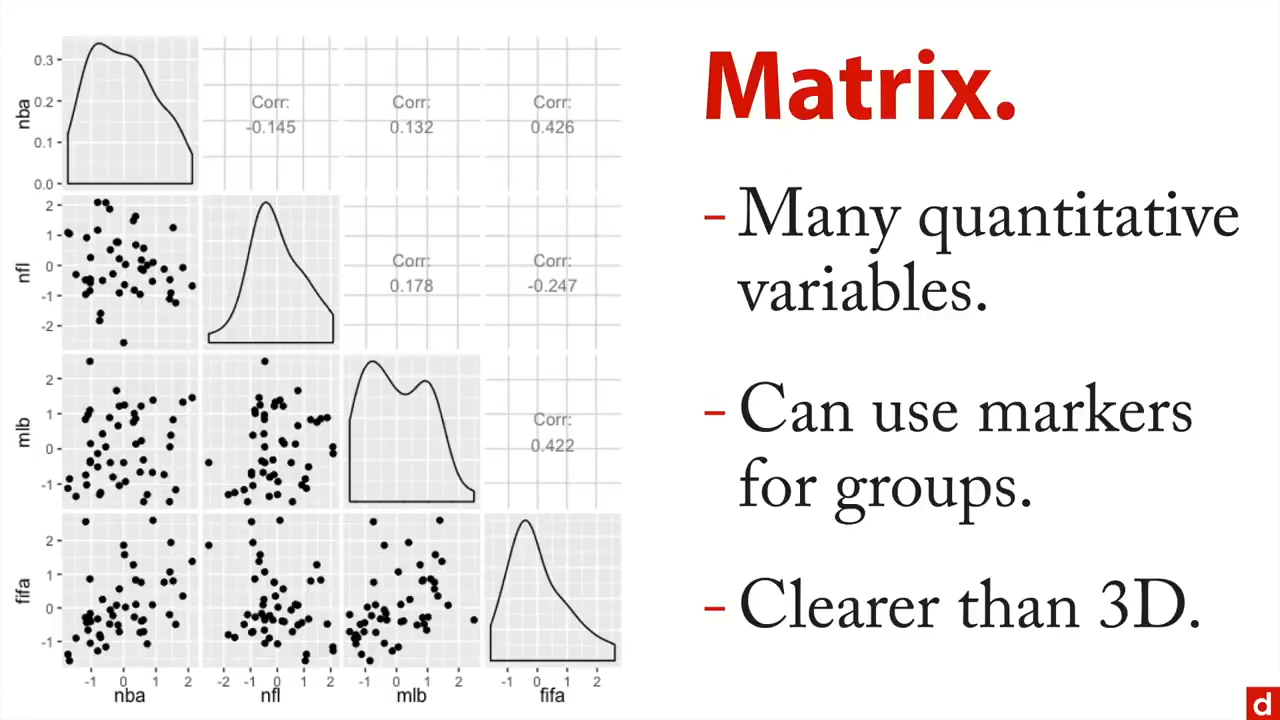 Matrix.
- Many quantitative
variables.
- Can use markers
for groups.
- Clearer than 3D.
nba
0.3
0.2
0.1
0.0
Corr:
-0.145
Corr:
0.132
Corr:
0.426
nfl
2
1
0
-1
-2
Corr:
0.178
Corr:
-0.247
mlb
2
1
0
-1
Corr:
0.422
fifa
2
1
0
-1
-1 0 1 2
nba
-2 -1 0 1 2
nfl
-1 0 1 2
mlb
-1 0 1 2
fifa
d